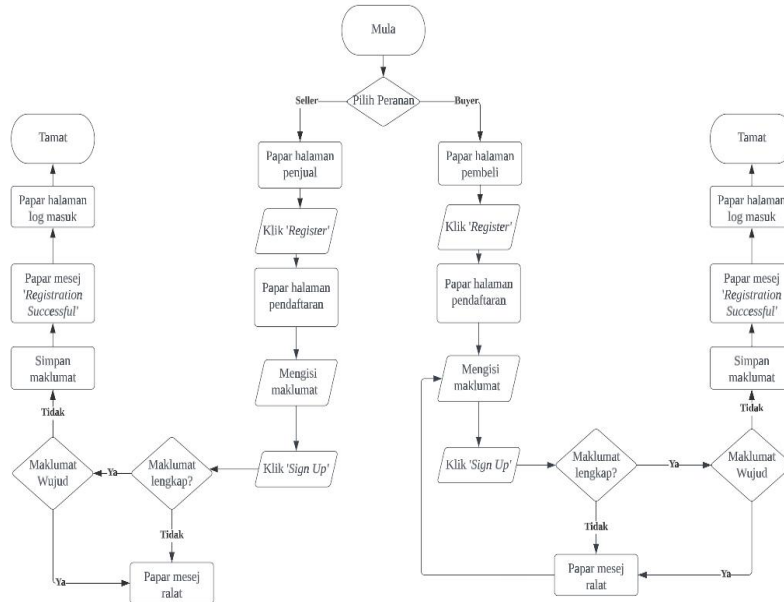 Mula
Pilih Peranan
Seller
Buyer
Papar halaman
penjual
Klik 'Register'
Papar halaman
pendaftaran
Mengisi
maklumat
Klik 'Sign Up'
Maklumat
lengkap?
Ya
Tidak
Maklumat
Wujud
Tidak
Ya
Papar mesej
ralat
Simpan
maklumat
Papar mesej
'Registration
Successful'
Papar halaman
log masuk
Tamat
Papar halaman
pembeli
Klik 'Register'
Papar halaman
pendaftaran
Mengisi
maklumat
Klik 'Sign Up'
Maklumat
lengkap?
Ya
Tidak
Maklumat
Wujud
Tidak
Ya
Papar mesej
ralat
Simpan
maklumat
Papar mesej
'Registration
Successful'
Papar halaman
log masuk
Tamat